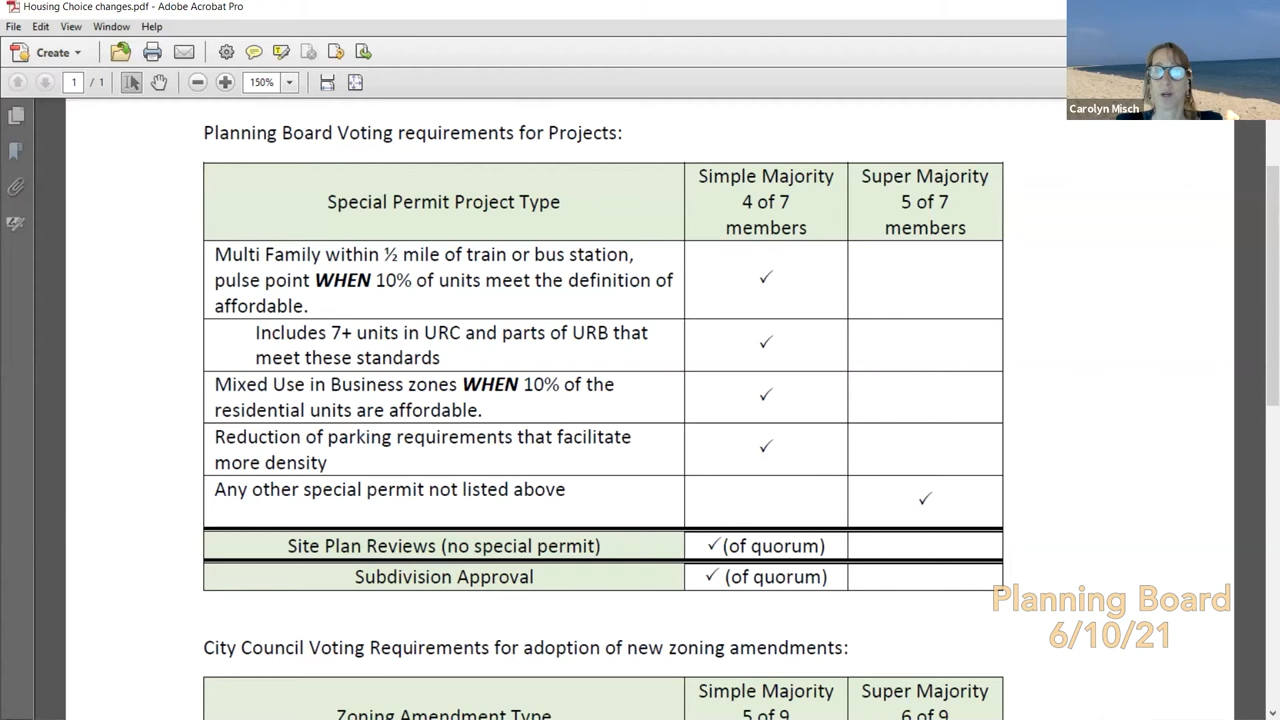 Housing Choice changes.pdf - Adobe Acrobat Pro
File Edit View Window Help
Create
1 / 1 150%
Carolyn Misch
Planning Board Voting requirements for Projects:
Special Permit Project Type
Simple Majority
4 of 7
members
Super Majority
5 of 7
members
Multi Family within ½ mile of train or bus station,
pulse point WHEN 10% of units meet the definition of
affordable.
✓
Includes 7+ units in URC and parts of URB that
meet these standards
✓
Mixed Use in Business zones WHEN 10% of the
residential units are affordable.
✓
Reduction of parking requirements that facilitate
more density
✓
Any other special permit not listed above
✓
Site Plan Reviews (no special permit) ✓(of quorum)
Subdivision Approval ✓ (of quorum)
Planning Board
6/10/21
City Council Voting Requirements for adoption of new zoning amendments:
Zoning Amendment Type
Simple Majority
5 of 9
Super Majority
6 of 9